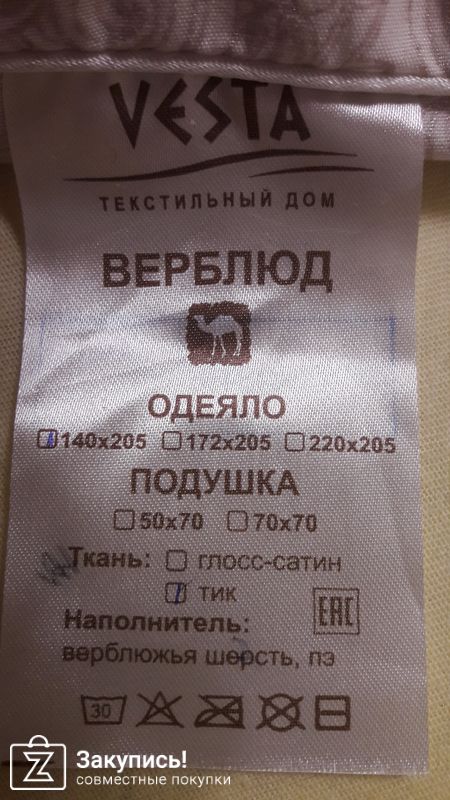 VESTA
ТЕКСТИЛЬНЫЙ ДОМ
ВЕРБЛЮД
ОДЕЯЛО
140х205 172х205 220х205
ПОДУШКА
50х70 70х70
Ткань: глосс-сатин
тик
Наполнитель:
верблюжья шерсть, пэ
EAC
30
Z
Закупись!
совместные покупки